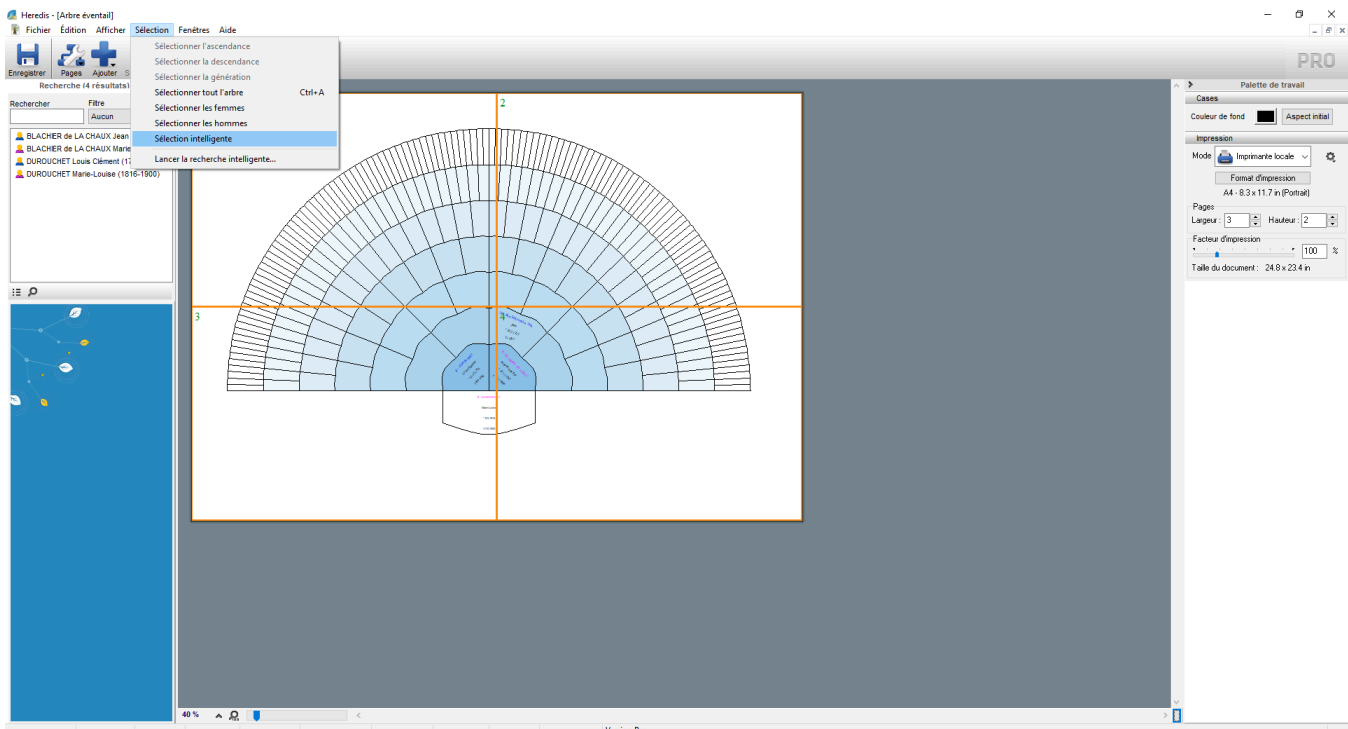 Heredis - [Arbre éventail]
Fichier Édition Afficher Sélection Fenêtres Aide
Enregistrer Pages Ajouter S
PRO
Sélectionner l'ascendance
Sélectionner la descendance
Sélectionner la génération
Sélectionner tout l'arbre Ctrl+A
Sélectionner les femmes
Sélectionner les hommes
Sélection intelligente
Lancer la recherche intelligente...
Recherche (4 résultats)
Rechercher Filtre
Aucun
BLACHIER de LA CHAUX Jean
BLACHIER de LA CHAUX Marie
DUROUCHET Louis Clément (17
DUROUCHET Marie-Louise (1816-1900)
2
3
4
40 %
Palette de travail
Cases
Couleur de fond Aspect initial
Impression
Mode Imprimante locale
Format d'impression
A4 - 8.3 x 11.7 in (Portrait)
Pages
Largeur : 3 Hauteur : 2
Facteur d'impression
100 %
Taille du document : 24.8 x 23.4 in